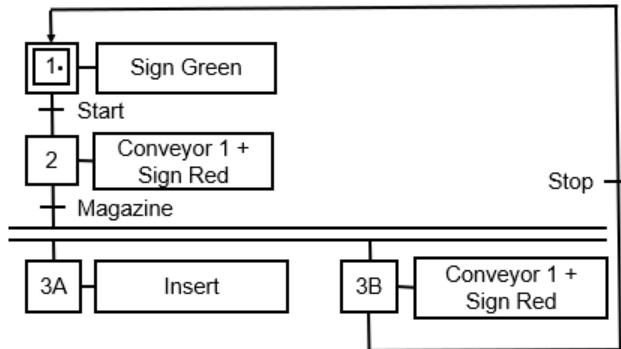 1.
Sign Green
Start
2
Conveyor 1 +
Sign Red
Stop
Magazine
3A
Insert
3B
Conveyor 1 +
Sign Red